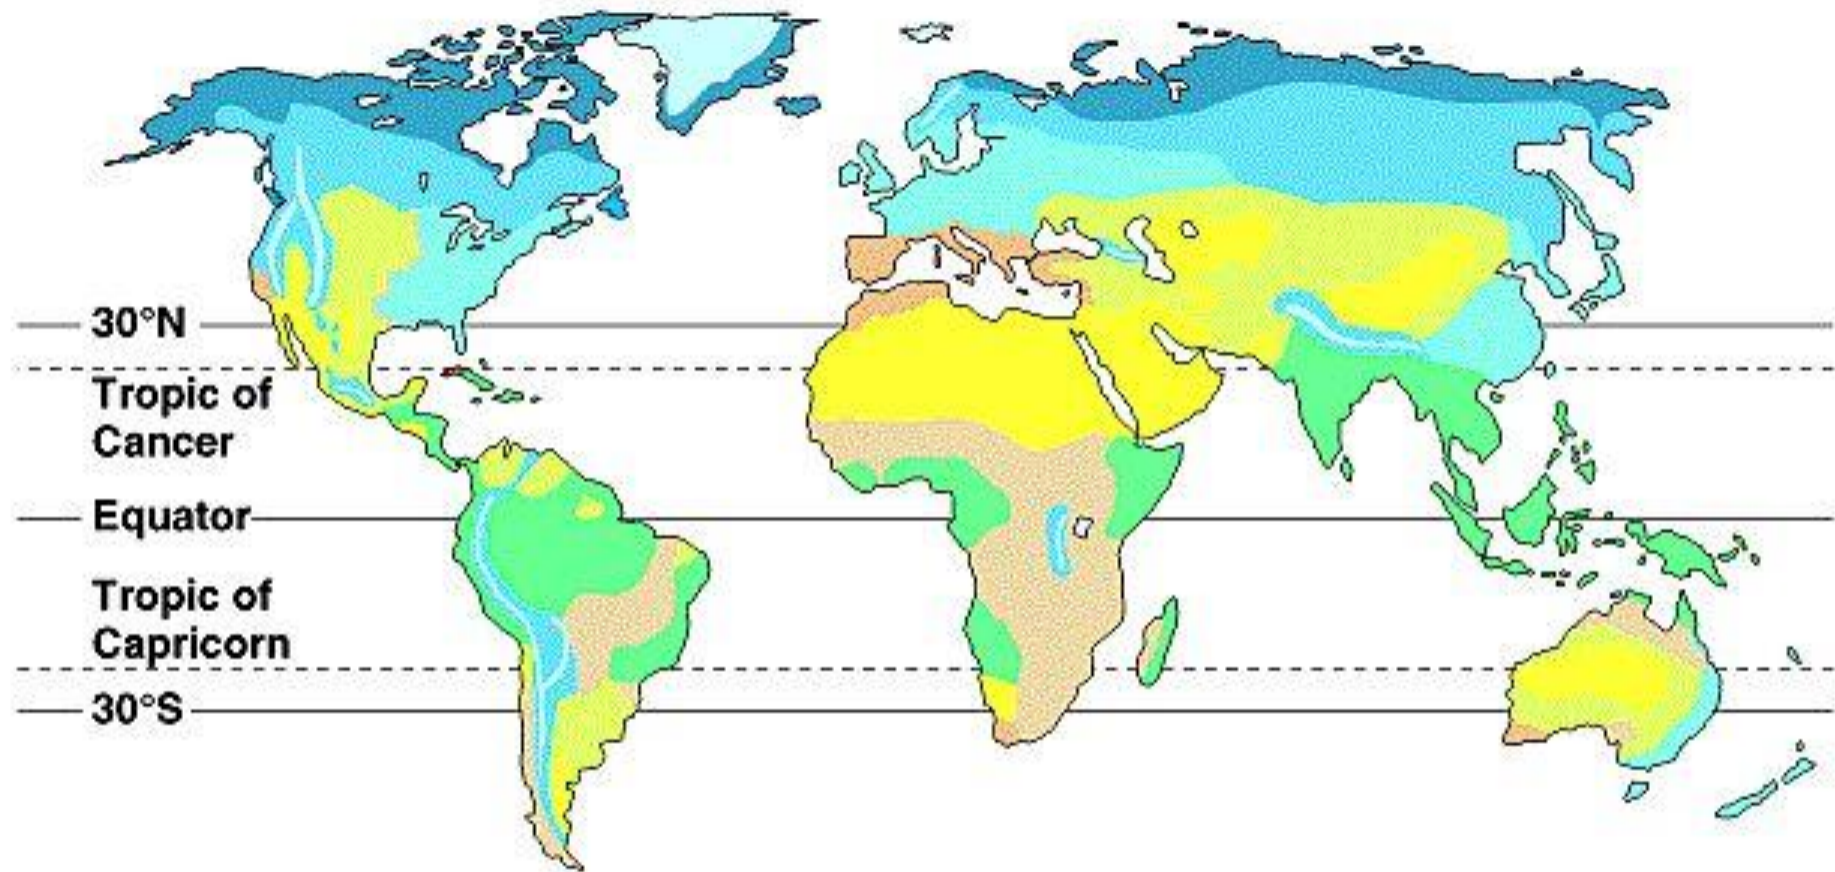 30°N
Tropic of
Cancer
Equator
Tropic of
Capricorn
30°S